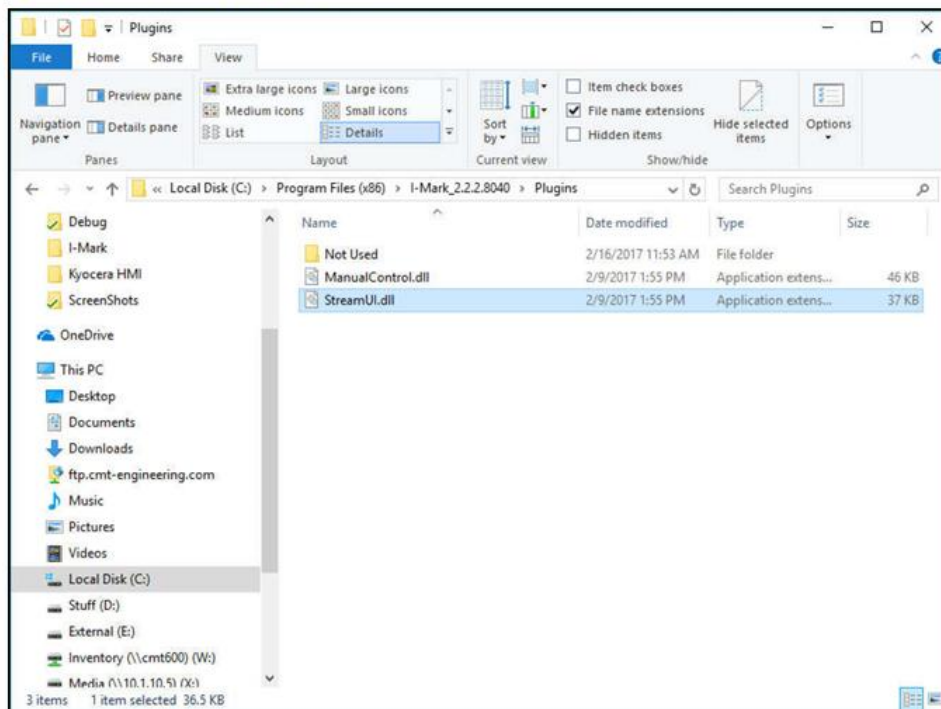 Plugins
File Home Share View
Navigation pane
Preview pane
Details pane
Panes
Extra large icons Large icons
Medium icons Small icons
List Details
Layout
Sort by
Current view
Item check boxes
File name extensions
Hidden items
Hide selected items
Show/hide
Options
« Local Disk (C:) > Program Files (x86) > I-Mark_2.2.2.8040 > Plugins
Search Plugins
Debug
I-Mark
Kyocera HMI
ScreenShots
OneDrive
This PC
Desktop
Documents
Downloads
ftp.cmt-engineering.com
Music
Pictures
Videos
Local Disk (C:)
Stuff (D:)
External (E:)
Inventory (\\cmt600) (W:)
Media (\\10.1.10.5) (X:)
Name Date modified Type Size
Not Used 2/16/2017 11:53 AM File folder
ManualControl.dll 2/9/2017 1:55 PM Application extens... 46 KB
StreamUI.dll 2/9/2017 1:55 PM Application extens... 37 KB
3 items 1 item selected 36.5 KB